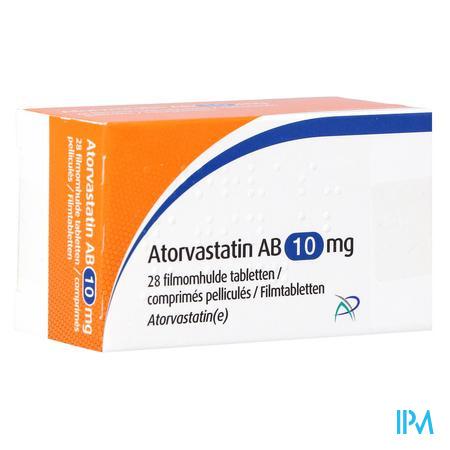 Atorvastatin AB 10 mg
28 filmomhulde tabletten /
comprimés pelliculés / Filmtabletten
Atorvastatin(e)
Atorvastatin AB 10 mg
28 filmomhulde tabletten / comprimés
pelliculés / Filmtabletten
IPM